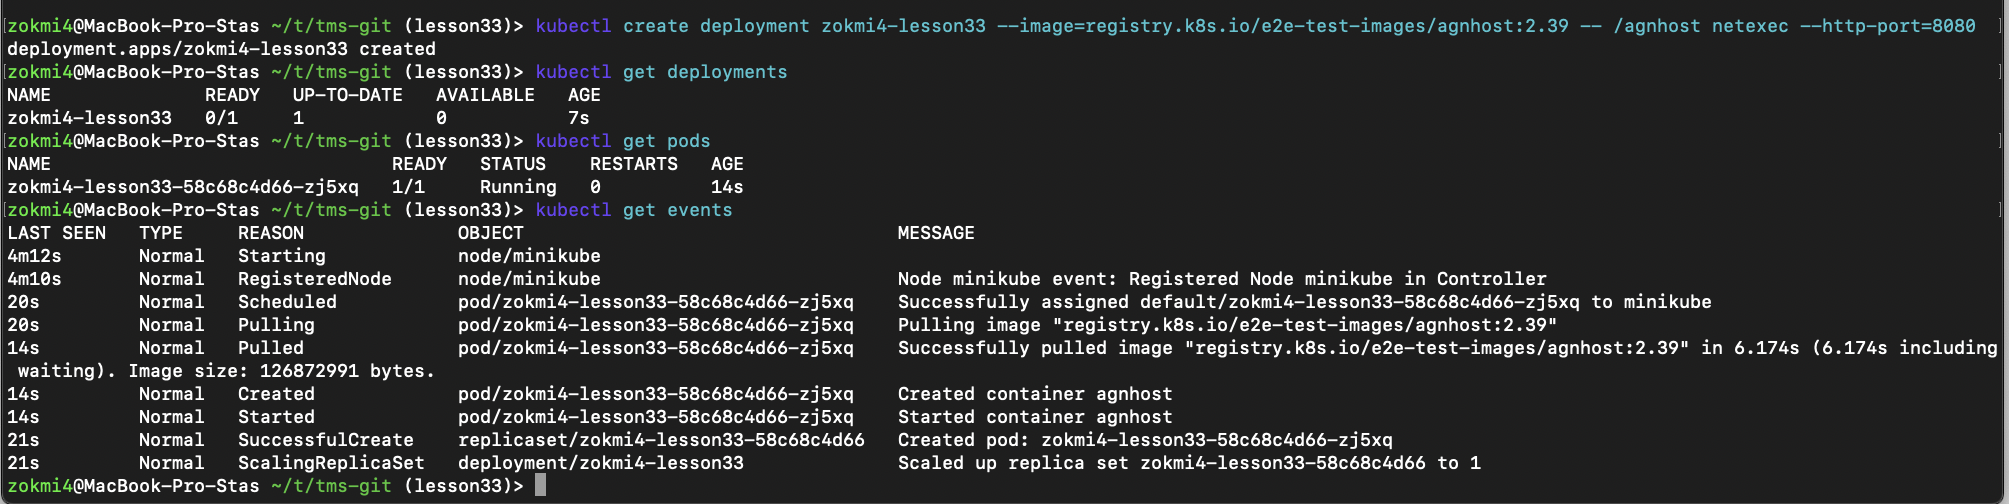 zokmi4@MacBook-Pro-Stas ~/t/tms-git (lesson33)> kubectl create deployment zokmi4-lesson33 --image=registry.k8s.io/e2e-test-images/agnhost:2.39 -- /agnhost netexec --http-port=8080
deployment.apps/zokmi4-lesson33 created
zokmi4@MacBook-Pro-Stas ~/t/tms-git (lesson33)> kubectl get deployments
NAME              READY   UP-TO-DATE   AVAILABLE   AGE
zokmi4-lesson33   0/1     1            0           7s
zokmi4@MacBook-Pro-Stas ~/t/tms-git (lesson33)> kubectl get pods
NAME                               READY   STATUS    RESTARTS   AGE
zokmi4-lesson33-58c68c4d66-zj5xq   1/1     Running   0          14s
zokmi4@MacBook-Pro-Stas ~/t/tms-git (lesson33)> kubectl get events
LAST SEEN   TYPE     REASON              OBJECT                                  MESSAGE
4m12s       Normal   Starting            node/minikube
4m10s       Normal   RegisteredNode      node/minikube                           Node minikube event: Registered Node minikube in Controller
20s         Normal   Scheduled           pod/zokmi4-lesson33-58c68c4d66-zj5xq    Successfully assigned default/zokmi4-lesson33-58c68c4d66-zj5xq to minikube
20s         Normal   Pulling             pod/zokmi4-lesson33-58c68c4d66-zj5xq    Pulling image "registry.k8s.io/e2e-test-images/agnhost:2.39"
14s         Normal   Pulled              pod/zokmi4-lesson33-58c68c4d66-zj5xq    Successfully pulled image "registry.k8s.io/e2e-test-images/agnhost:2.39" in 6.174s (6.174s including
 waiting). Image size: 126872991 bytes.
14s         Normal   Created             pod/zokmi4-lesson33-58c68c4d66-zj5xq    Created container agnhost
14s         Normal   Started             pod/zokmi4-lesson33-58c68c4d66-zj5xq    Started container agnhost
21s         Normal   SuccessfulCreate    replicaset/zokmi4-lesson33-58c68c4d66   Created pod: zokmi4-lesson33-58c68c4d66-zj5xq
21s         Normal   ScalingReplicaSet   deployment/zokmi4-lesson33              Scaled up replica set zokmi4-lesson33-58c68c4d66 to 1
zokmi4@MacBook-Pro-Stas ~/t/tms-git (lesson33)>